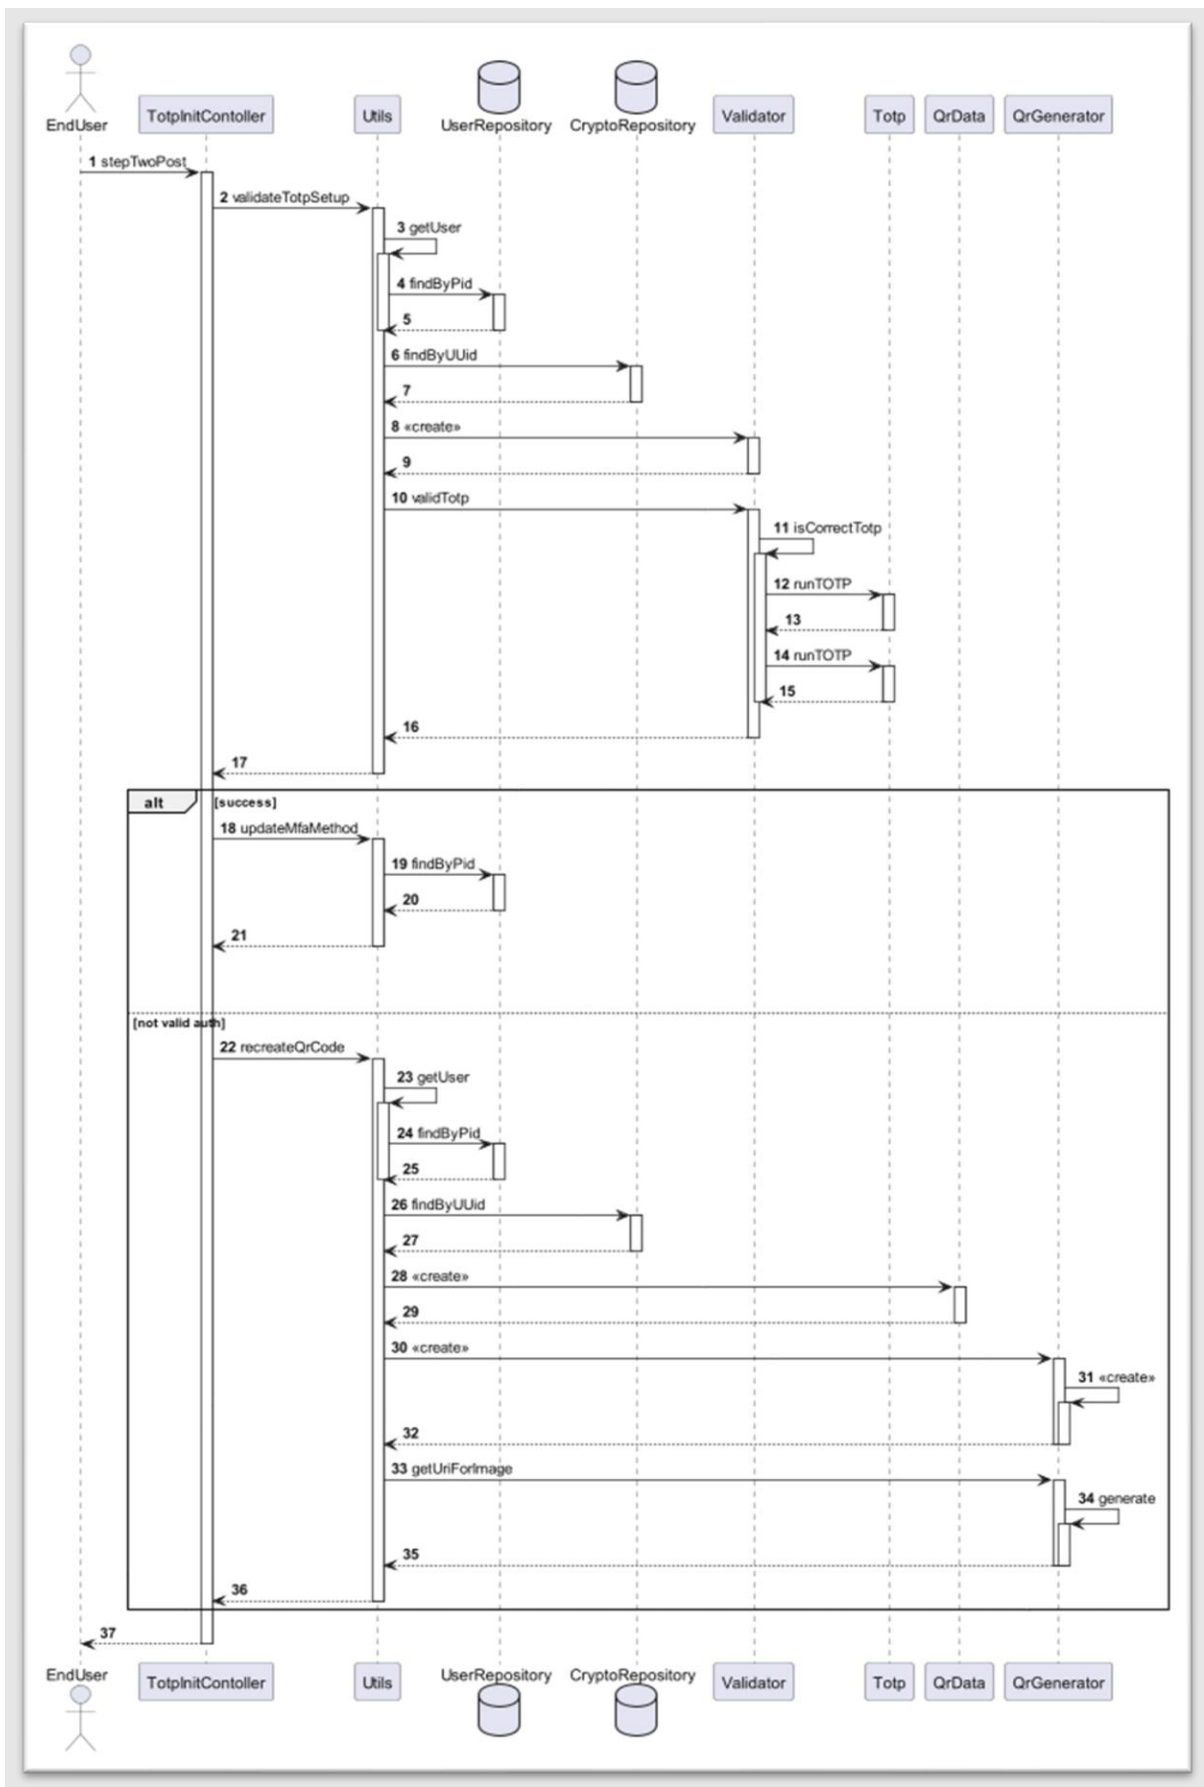 EndUser
TotpInitContoller
Utils
UserRepository
CryptoRepository
Validator
Totp
QrData
QrGenerator
1 stepTwoPost
2 validateTotpSetup
3 getUser
4 findByPid
5
6 findByUUid
7
8 «create»
9
10 validTotp
11 isCorrectTotp
12 runTOTP
13
14 runTOTP
15
16
17
alt
[success]
18 updateMfaMethod
19 findByPid
20
21
[not valid auth]
22 recreateQrCode
23 getUser
24 findByPid
25
26 findByUUid
27
28 «create»
29
30 «create»
31 «create»
32
33 getUriForImage
34 generate
35
36
37
EndUser
TotpInitContoller
Utils
UserRepository
CryptoRepository
Validator
Totp
QrData
QrGenerator